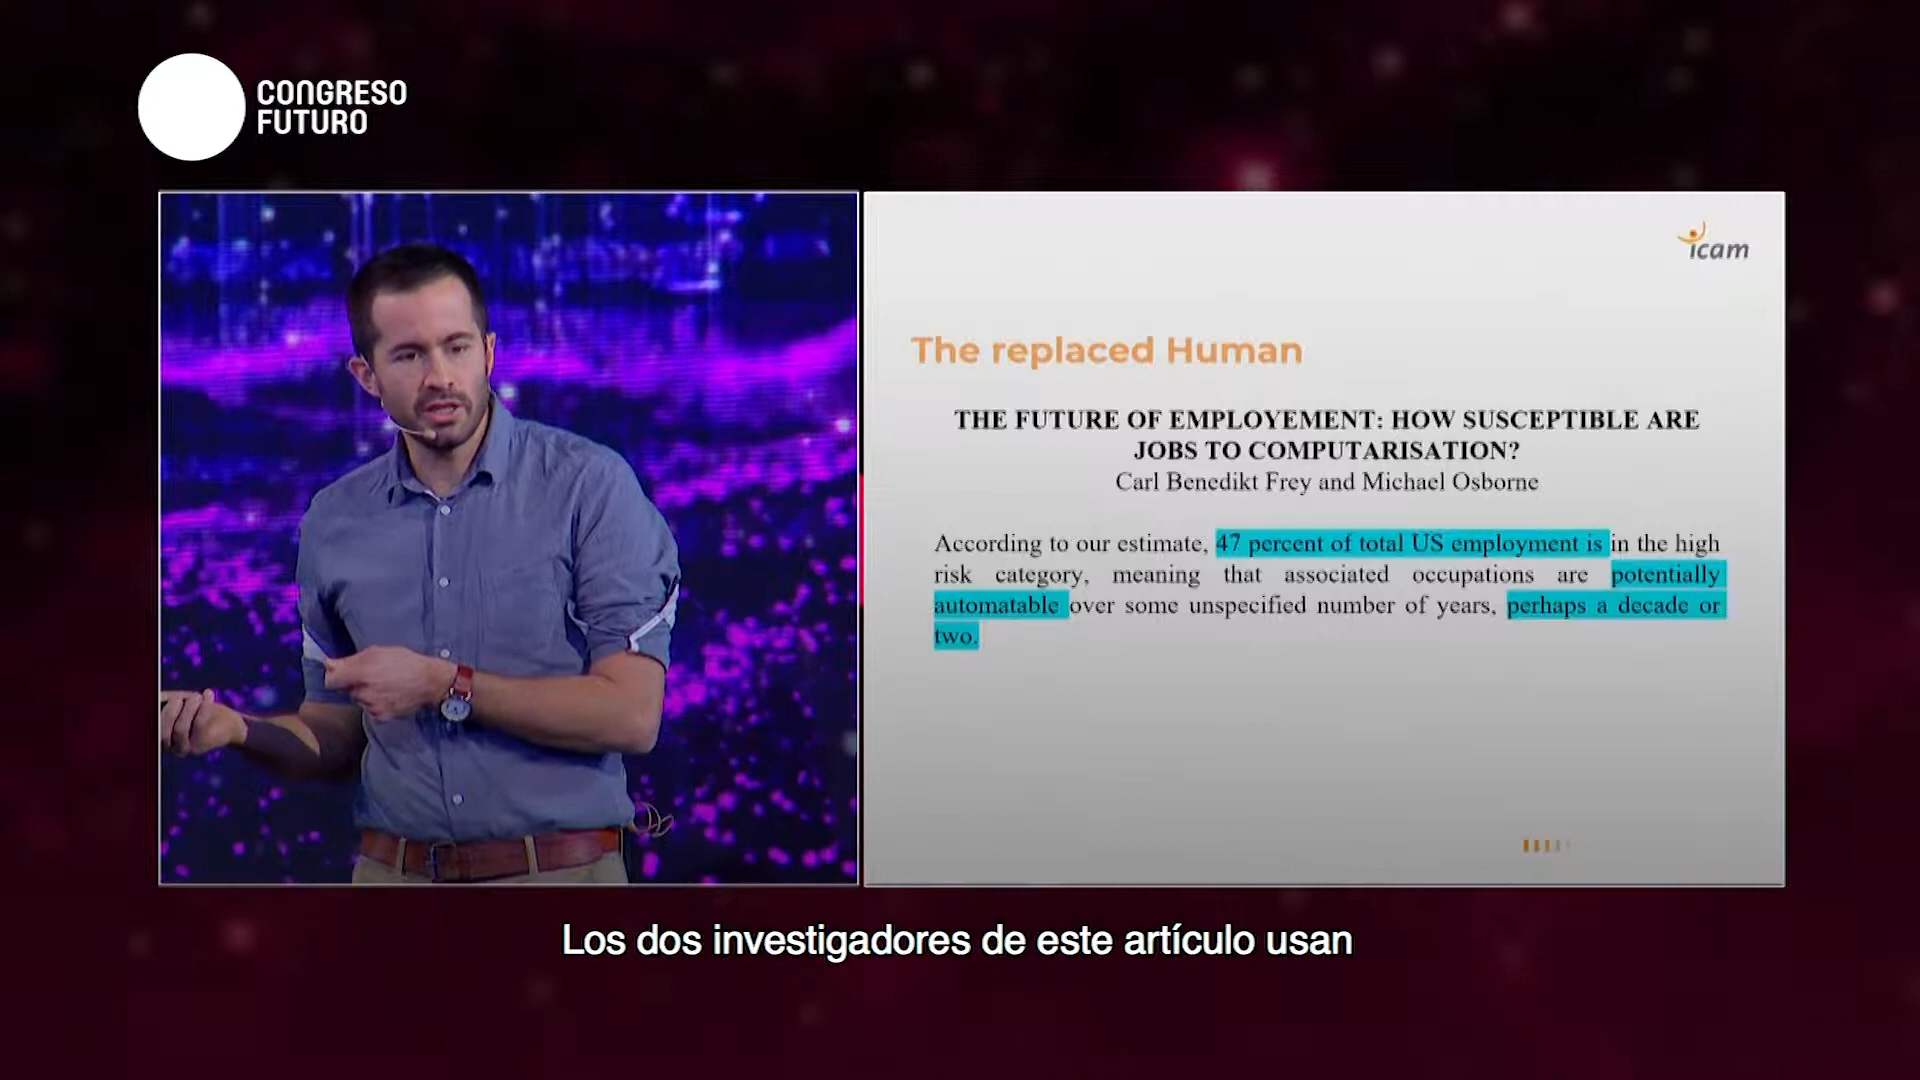 CONGRESO
FUTURO
icam
The replaced Human
THE FUTURE OF EMPLOYEMENT: HOW SUSCEPTIBLE ARE
JOBS TO COMPUTARISATION?
Carl Benedikt Frey and Michael Osborne
According to our estimate, 47 percent of total US employment is in the high
risk category, meaning that associated occupations are potentially
automatable over some unspecified number of years, perhaps a decade or
two.
Los dos investigadores de este artículo usan